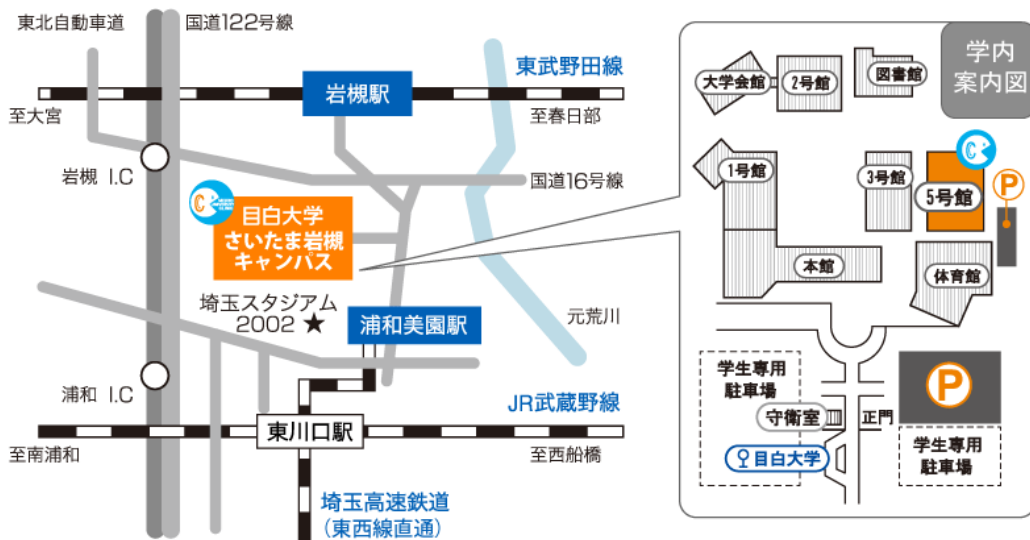 東北自動車道
国道122号線
東武野田線
岩槻駅
至大宮
至春日部
岩槻 I.C
国道16号線
C
目白大学
さいたま岩槻
キャンパス
埼玉スタジアム
2002 ★
浦和美園駅
元荒川
浦和 I.C
JR武蔵野線
東川口駅
至南浦和
至西船橋
埼玉高速鉄道
(東西線直通)
学内
案内図
大学会館
2号館
図書館
C
1号館
3号館
5号館
P
本館
体育館
学生専用
駐車場
P
守衛室
正門
目白大学
学生専用
駐車場